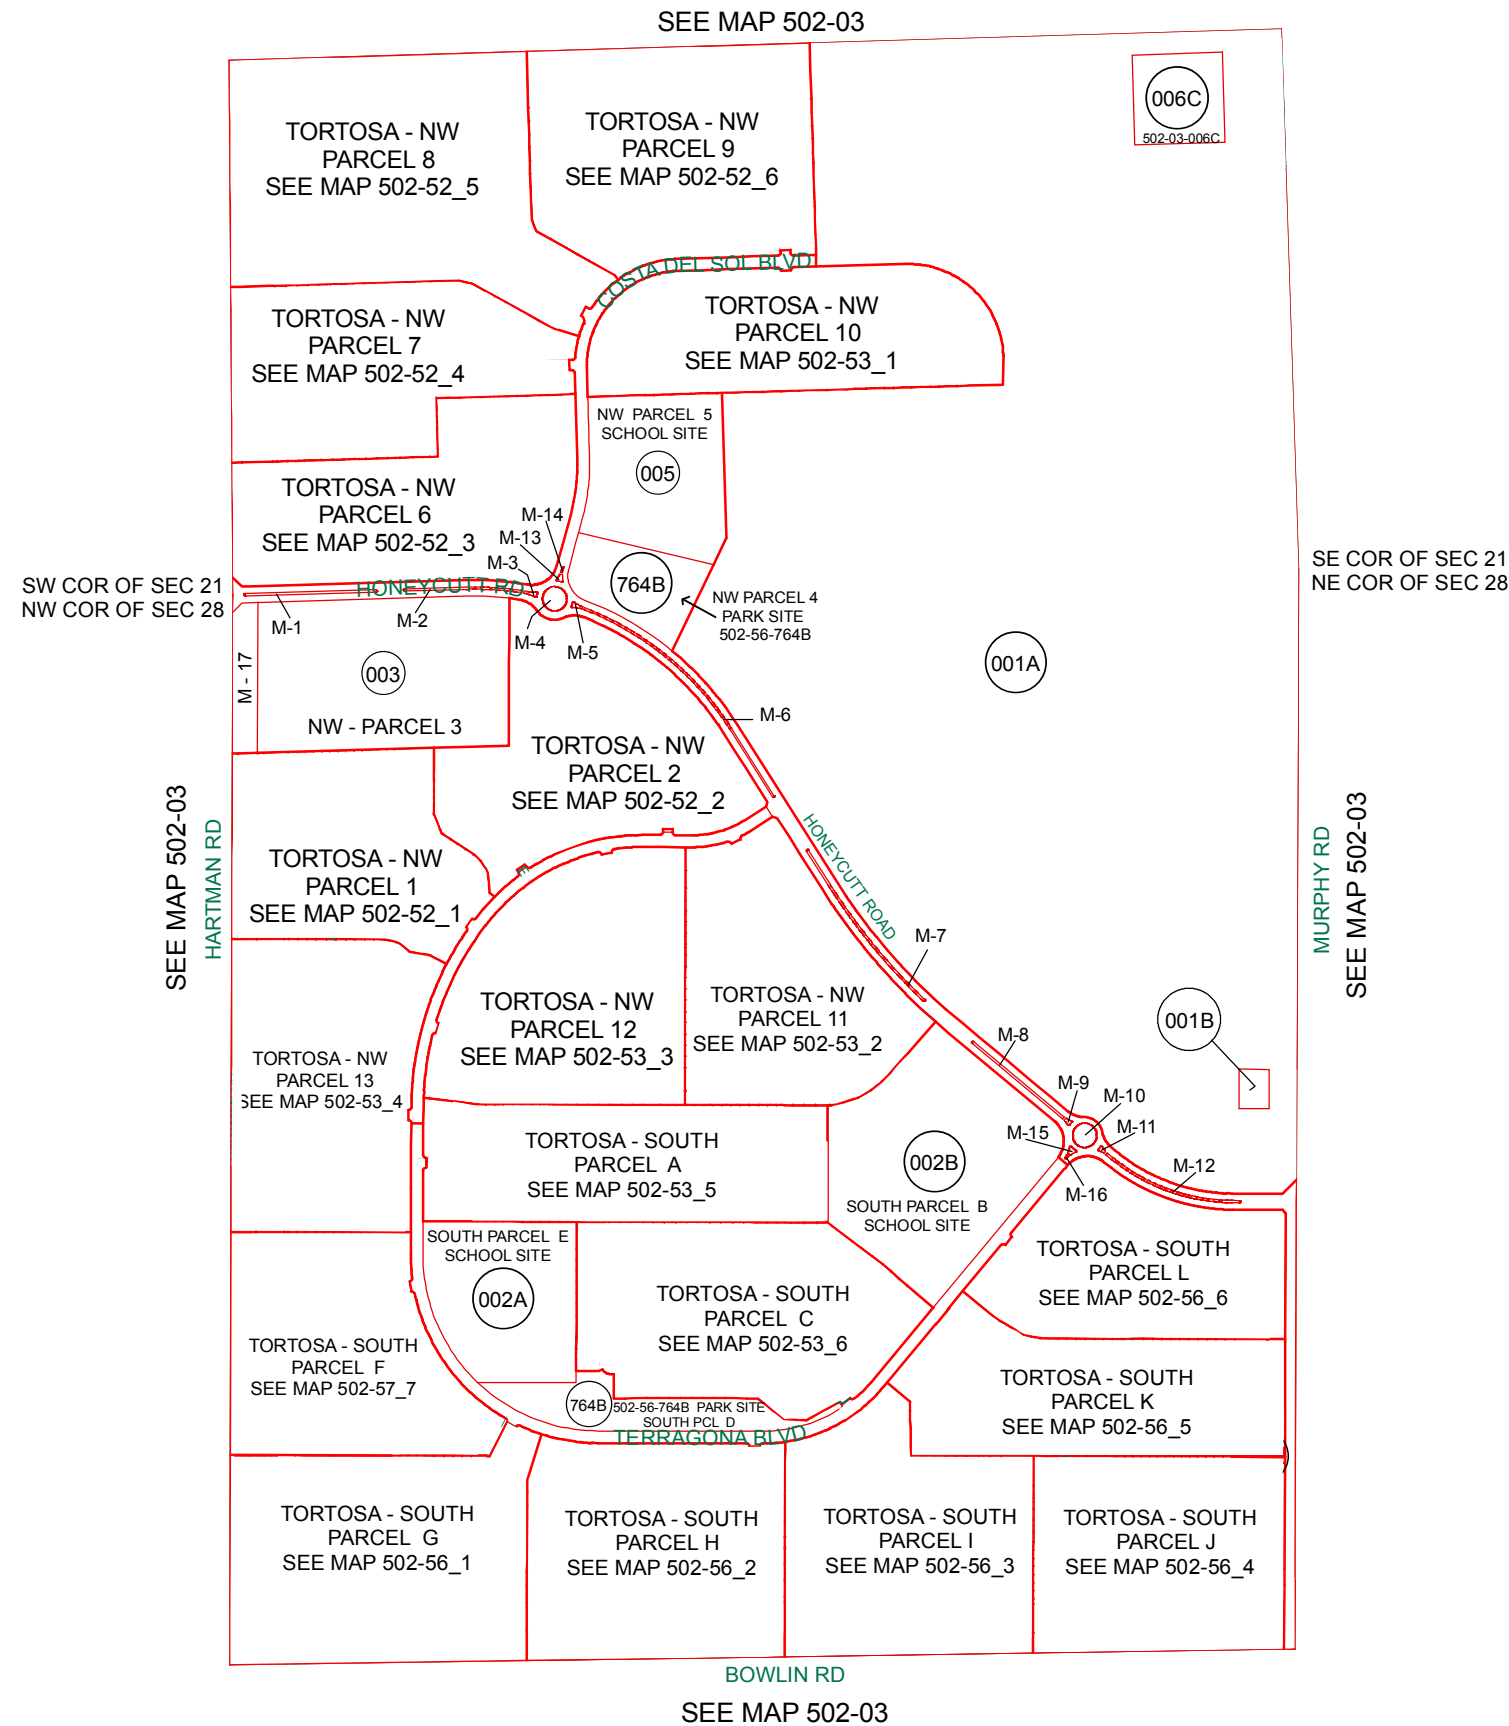 SEE MAP 502-03
006C
502-03-006C
TORTOSA - NW
PARCEL 8
SEE MAP 502-52_5
TORTOSA - NW
PARCEL 9
SEE MAP 502-52_6
COSTA DEL SOL BLVD
TORTOSA - NW
PARCEL 7
SEE MAP 502-52_4
TORTOSA - NW
PARCEL 10
SEE MAP 502-53_1
NW PARCEL 5
SCHOOL SITE
005
TORTOSA - NW
PARCEL 6
SEE MAP 502-52_3
M-14
M-13
M-3
SW COR OF SEC 21
NW COR OF SEC 28
HONEYCUTT RD
M-1
M-2
M-4
M-5
764B
NW PARCEL 4
PARK SITE
502-56-764B
SE COR OF SEC 21
NE COR OF SEC 28
M - 17
003
NW - PARCEL 3
001A
M-6
TORTOSA - NW
PARCEL 2
SEE MAP 502-52_2
SEE MAP 502-03
HARTMAN RD
HONEYCUTT ROAD
MURPHY RD
SEE MAP 502-03
TORTOSA - NW
PARCEL 1
SEE MAP 502-52_1
M-7
TORTOSA - NW
PARCEL 12
SEE MAP 502-53_3
TORTOSA - NW
PARCEL 11
SEE MAP 502-53_2
001B
M-8
TORTOSA - NW
PARCEL 13
SEE MAP 502-53_4
M-9
M-10
M-11
M-15
M-12
M-16
TORTOSA - SOUTH
PARCEL A
SEE MAP 502-53_5
002B
SOUTH PARCEL B
SCHOOL SITE
SOUTH PARCEL E
SCHOOL SITE
002A
TORTOSA - SOUTH
PARCEL L
SEE MAP 502-56_6
TORTOSA - SOUTH
PARCEL C
SEE MAP 502-53_6
TORTOSA - SOUTH
PARCEL F
SEE MAP 502-57_7
TORTOSA - SOUTH
PARCEL K
SEE MAP 502-56_5
764B
502-56-764B PARK SITE
SOUTH PCL D
TERRAGONA BLVD
TORTOSA - SOUTH
PARCEL G
SEE MAP 502-56_1
TORTOSA - SOUTH
PARCEL H
SEE MAP 502-56_2
TORTOSA - SOUTH
PARCEL I
SEE MAP 502-56_3
TORTOSA - SOUTH
PARCEL J
SEE MAP 502-56_4
BOWLIN RD
SEE MAP 502-03